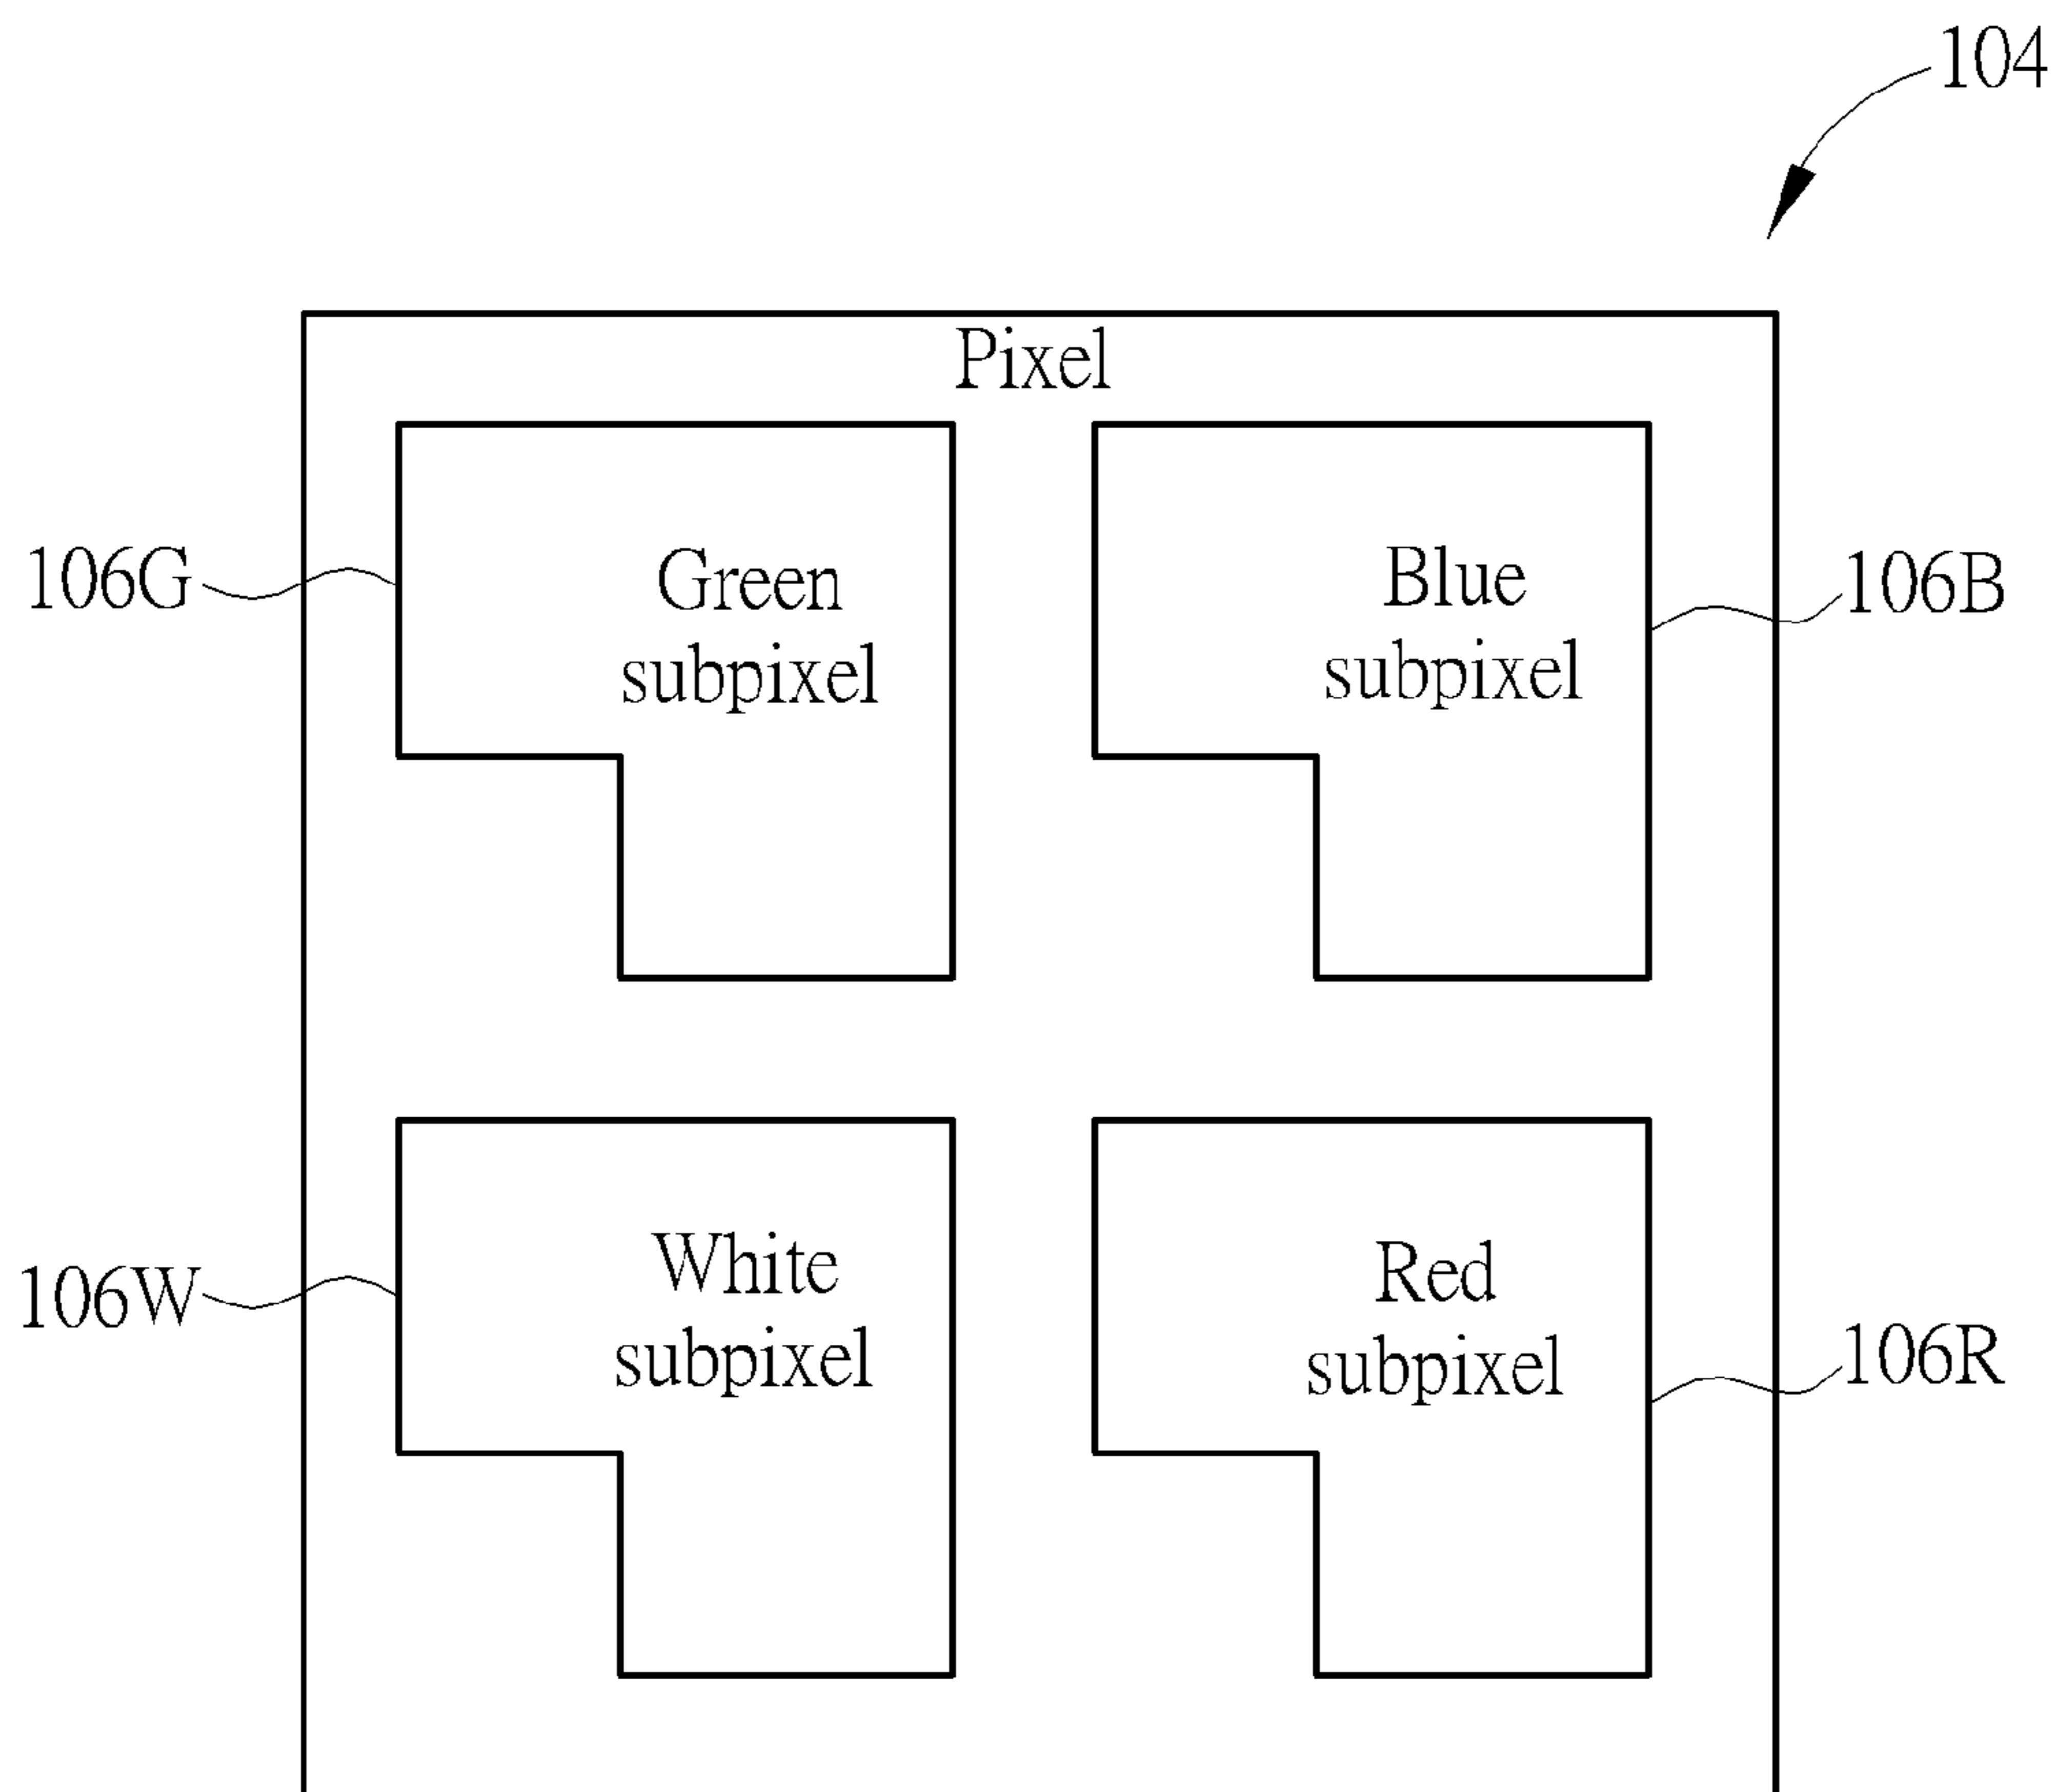 104
Pixel
106G
Green
subpixel
Blue
subpixel
106B
106W
White
subpixel
Red
subpixel
106R